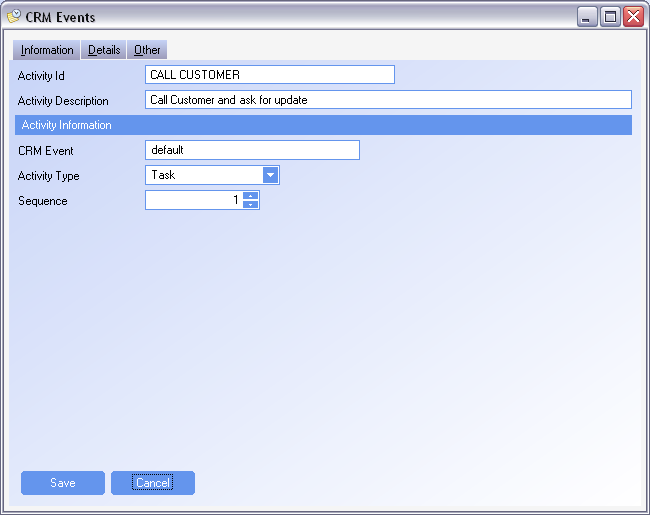 CRM Events
Information Details Other
Activity Id CALL CUSTOMER
Activity Description Call Customer and ask for update
Activity Information
CRM Event default
Activity Type Task
Sequence 1
Save Cancel